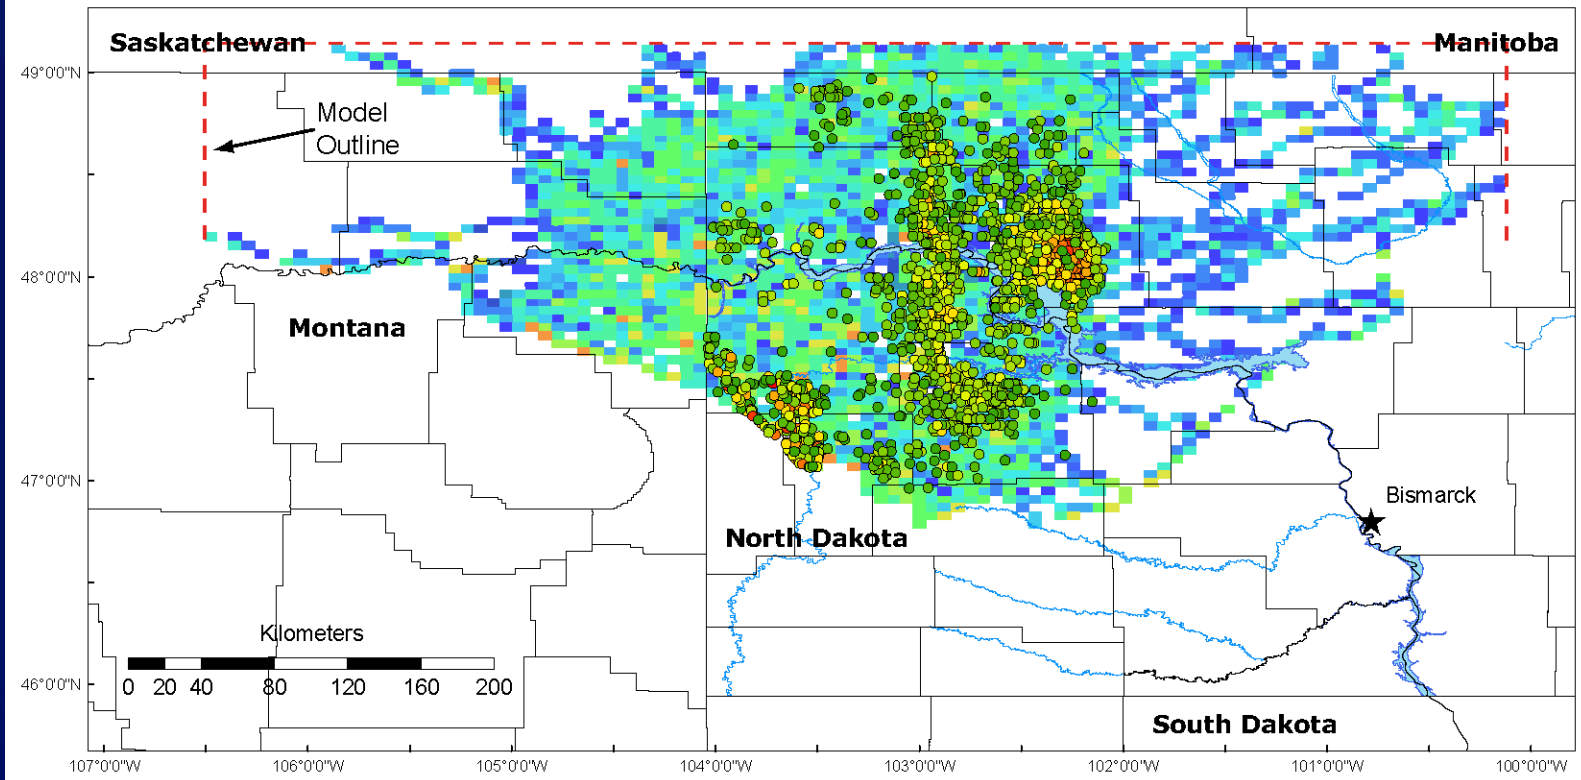 Saskatchewan
Manitoba
49°0'0"N
Model
Outline
48°0'0"N
Montana
47°0'0"N
Bismarck
North Dakota
Kilometers
0 20 40 80 120 160 200
46°0'0"N
South Dakota
107°0'0"W 106°0'0"W 105°0'0"W 104°0'0"W 103°0'0"W 102°0'0"W 101°0'0"W 100°0'0"W